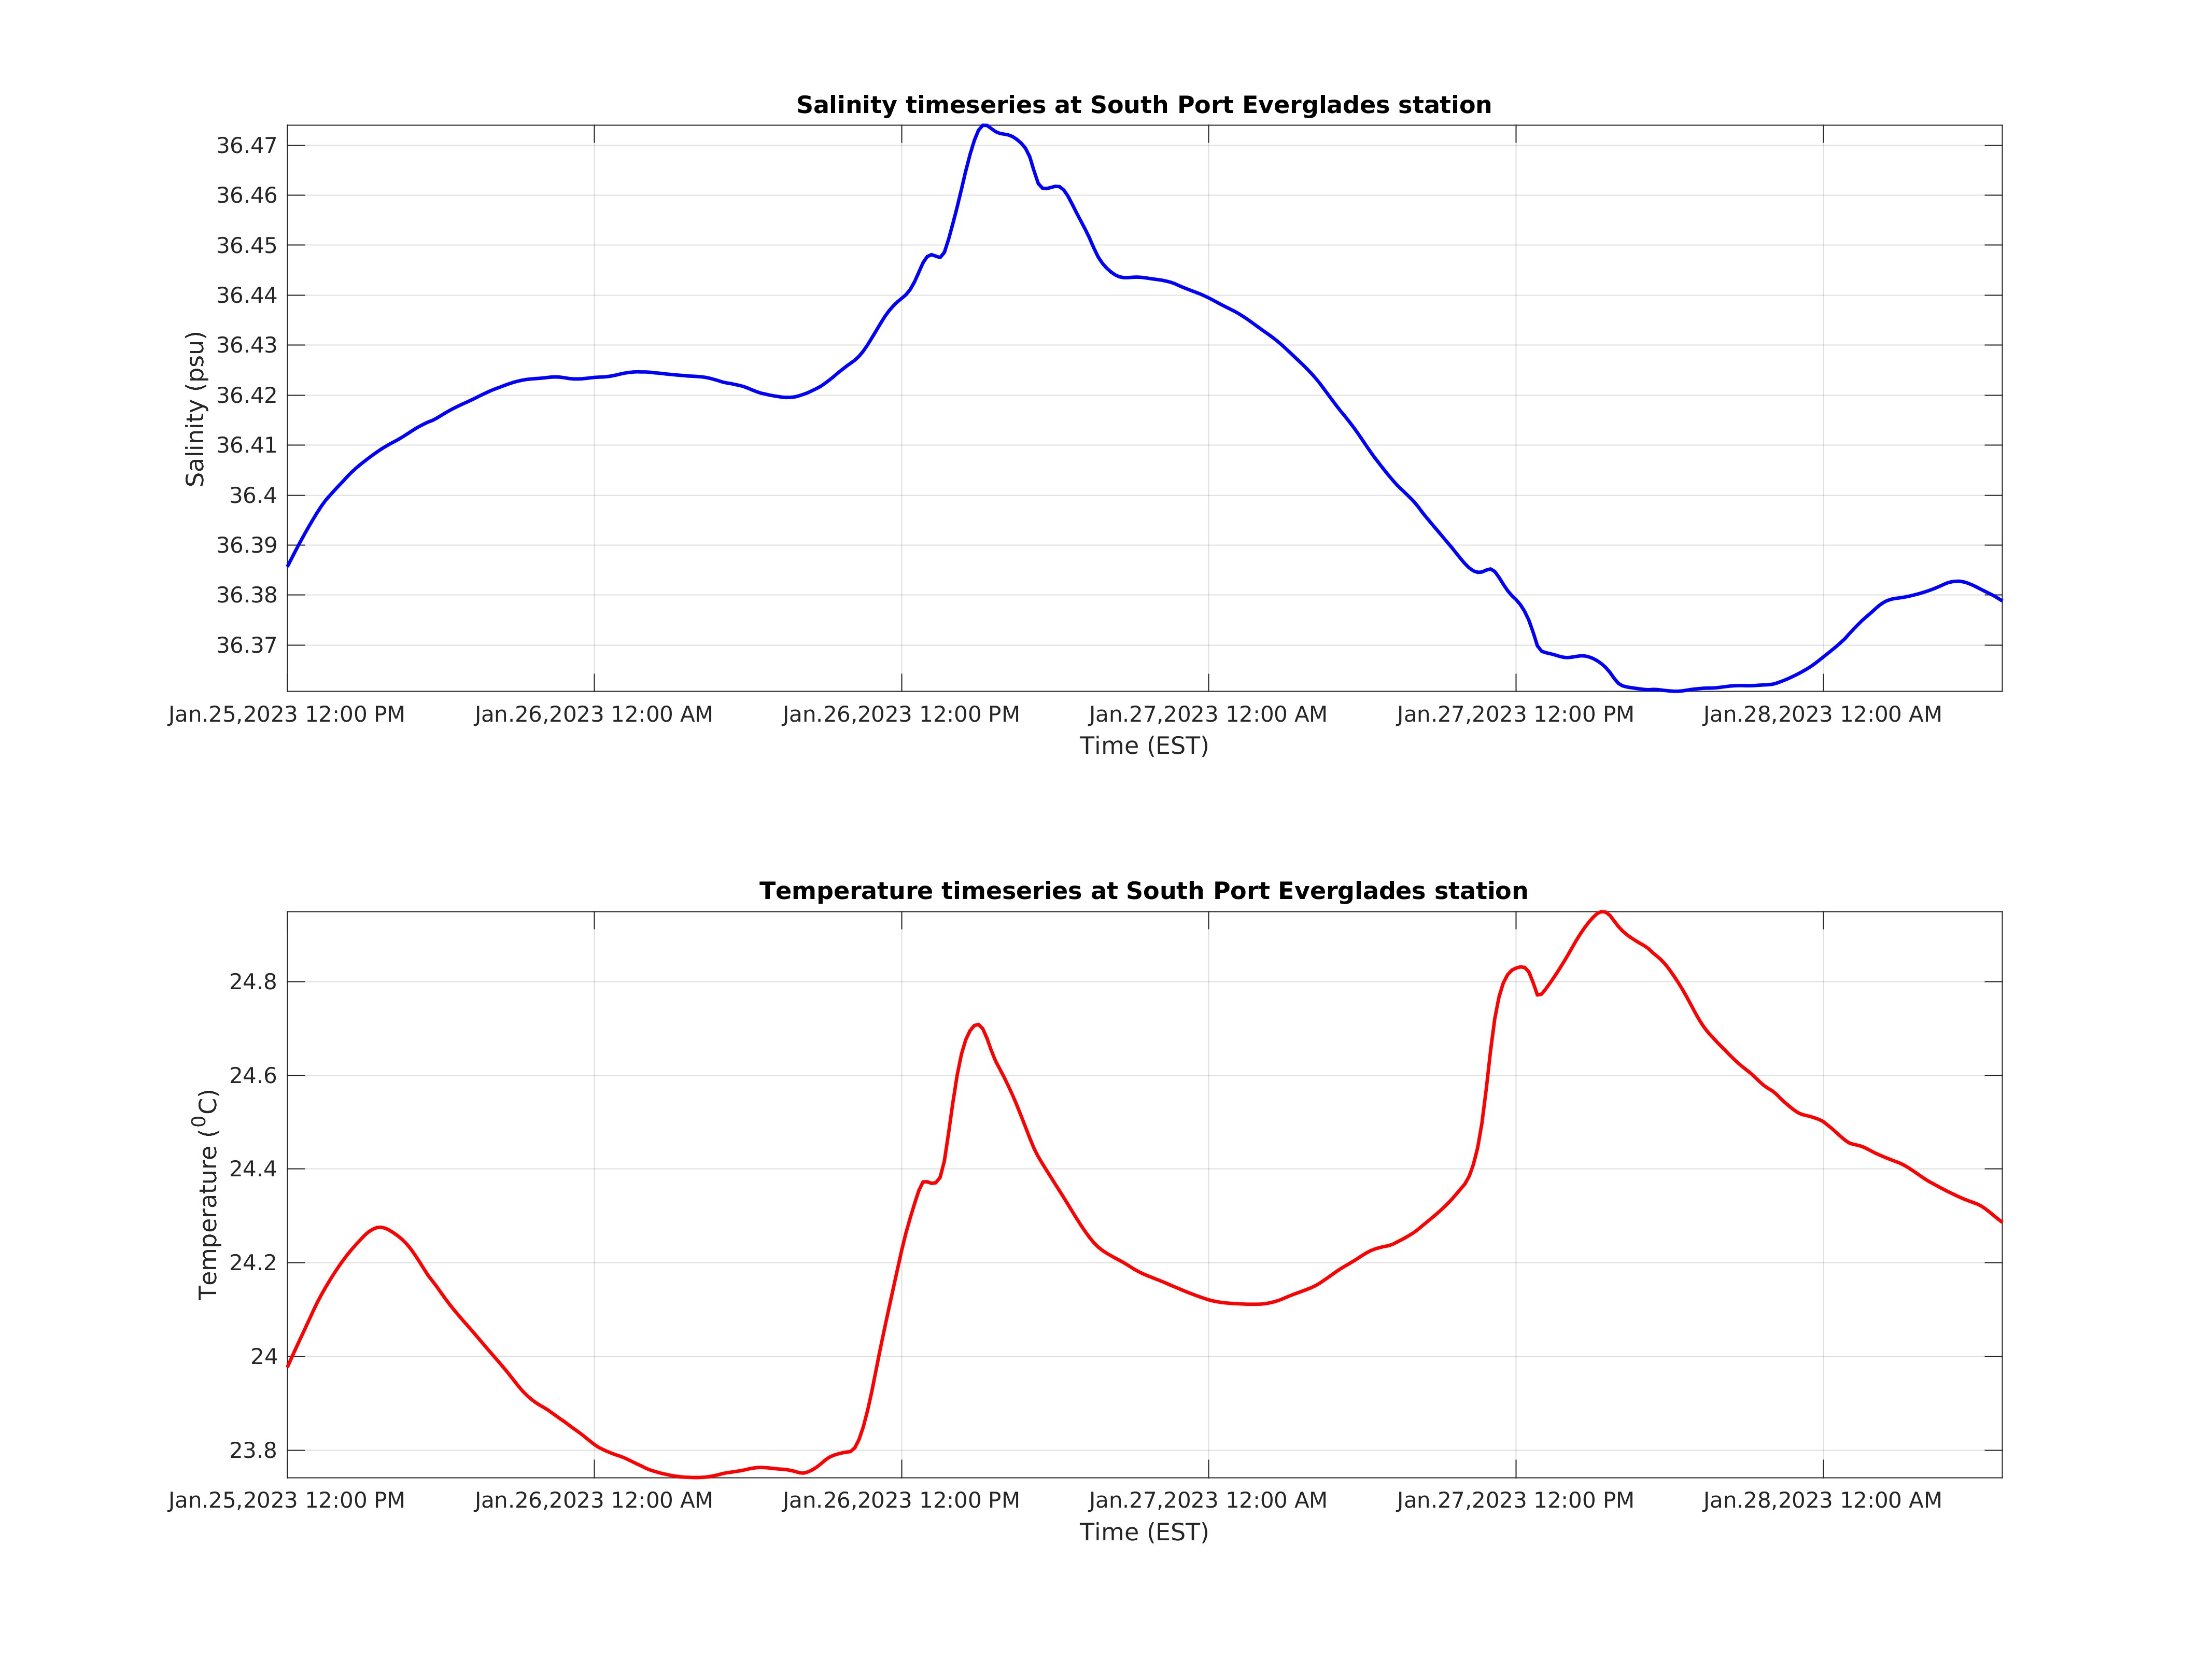 Salinity timeseries at South Port Everglades station
36.47
36.46
36.45
36.44
36.43
36.42
36.41
36.4
36.39
36.38
36.37
Salinity (psu)
Jan.25,2023 12:00 PM Jan.26,2023 12:00 AM Jan.26,2023 12:00 PM Jan.27,2023 12:00 AM Jan.27,2023 12:00 PM Jan.28,2023 12:00 AM
Time (EST)
Temperature timeseries at South Port Everglades station
24.8
24.6
24.4
24.2
24
23.8
Temperature (⁰C)
Jan.25,2023 12:00 PM Jan.26,2023 12:00 AM Jan.26,2023 12:00 PM Jan.27,2023 12:00 AM Jan.27,2023 12:00 PM Jan.28,2023 12:00 AM
Time (EST)